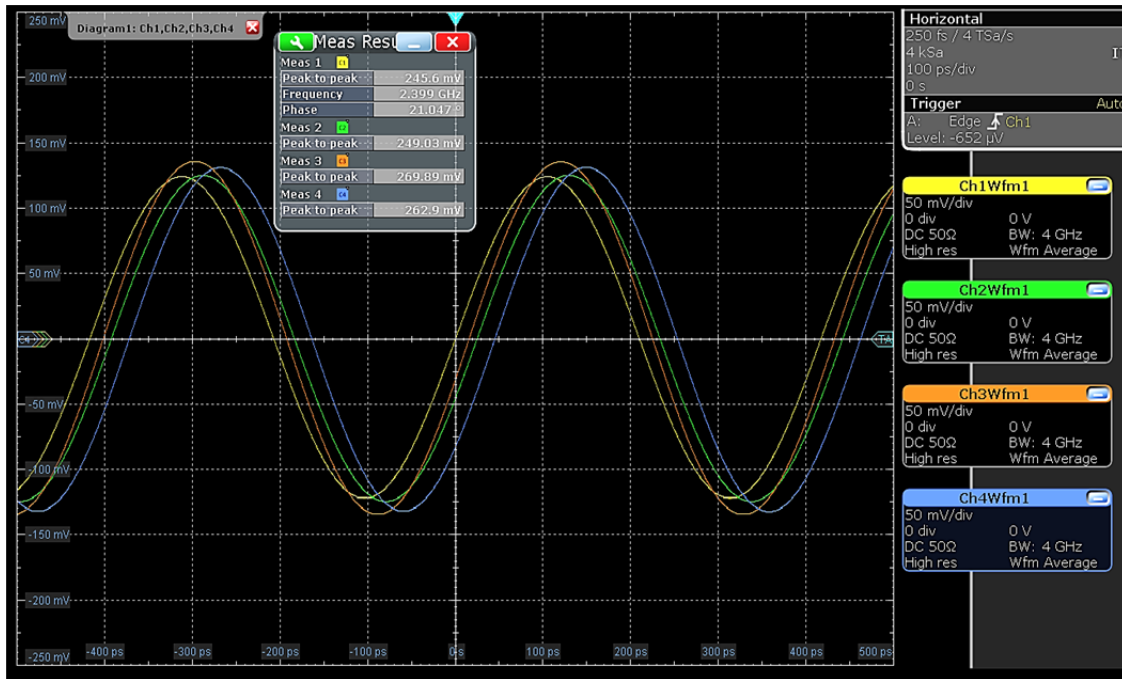 250 mV
Diagram1: Ch1,Ch2,Ch3,Ch4
200 mV
150 mV
100 mV
50 mV
-50 mV
-100 mV
-150 mV
-200 mV
-250 mV
-400 ps -300 ps -200 ps -100 ps 0 s 100 ps 200 ps 300 ps 400 ps 500 ps
C4
TA
Meas Resu
Meas 1 C1
Peak to peak 245.6 mV
Frequency 2.399 GHz
Phase 21.047 °
Meas 2 C2
Peak to peak 249.03 mV
Meas 3 C3
Peak to peak 269.89 mV
Meas 4 C4
Peak to peak 262.9 mV
Horizontal
250 fs / 4 TSa/s
4 kSa
100 ps/div
0 s
Trigger Auto
A: Edge Ch1
Level: -652 µV
Ch1Wfm1
50 mV/div
0 div 0 V
DC 50Ω BW: 4 GHz
High res Wfm Average
Ch2Wfm1
50 mV/div
0 div 0 V
DC 50Ω BW: 4 GHz
High res Wfm Average
Ch3Wfm1
50 mV/div
0 div 0 V
DC 50Ω BW: 4 GHz
High res Wfm Average
Ch4Wfm1
50 mV/div
0 div 0 V
DC 50Ω BW: 4 GHz
High res Wfm Average